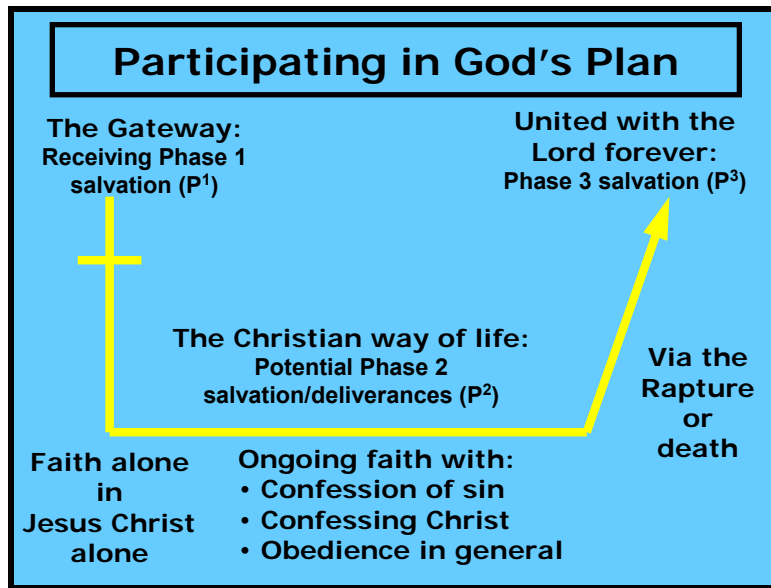 Participating in God's Plan
The Gateway:
Receiving Phase 1
salvation (P¹)
United with the
Lord forever:
Phase 3 salvation (P³)
The Christian way of life:
Potential Phase 2
salvation/deliverances (P²)
Via the
Rapture
or
death
Faith alone
in
Jesus Christ
alone
Ongoing faith with:
• Confession of sin
• Confessing Christ
• Obedience in general